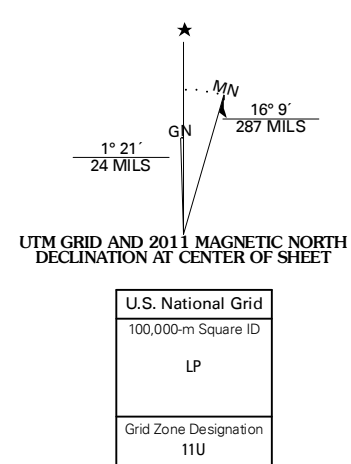 MN
GN
16° 9´
287 MILS
1° 21´
24 MILS
UTM GRID AND 2011 MAGNETIC NORTH
DECLINATION AT CENTER OF SHEET
U.S. National Grid
100,000-m Square ID
LP
Grid Zone Designation
11U